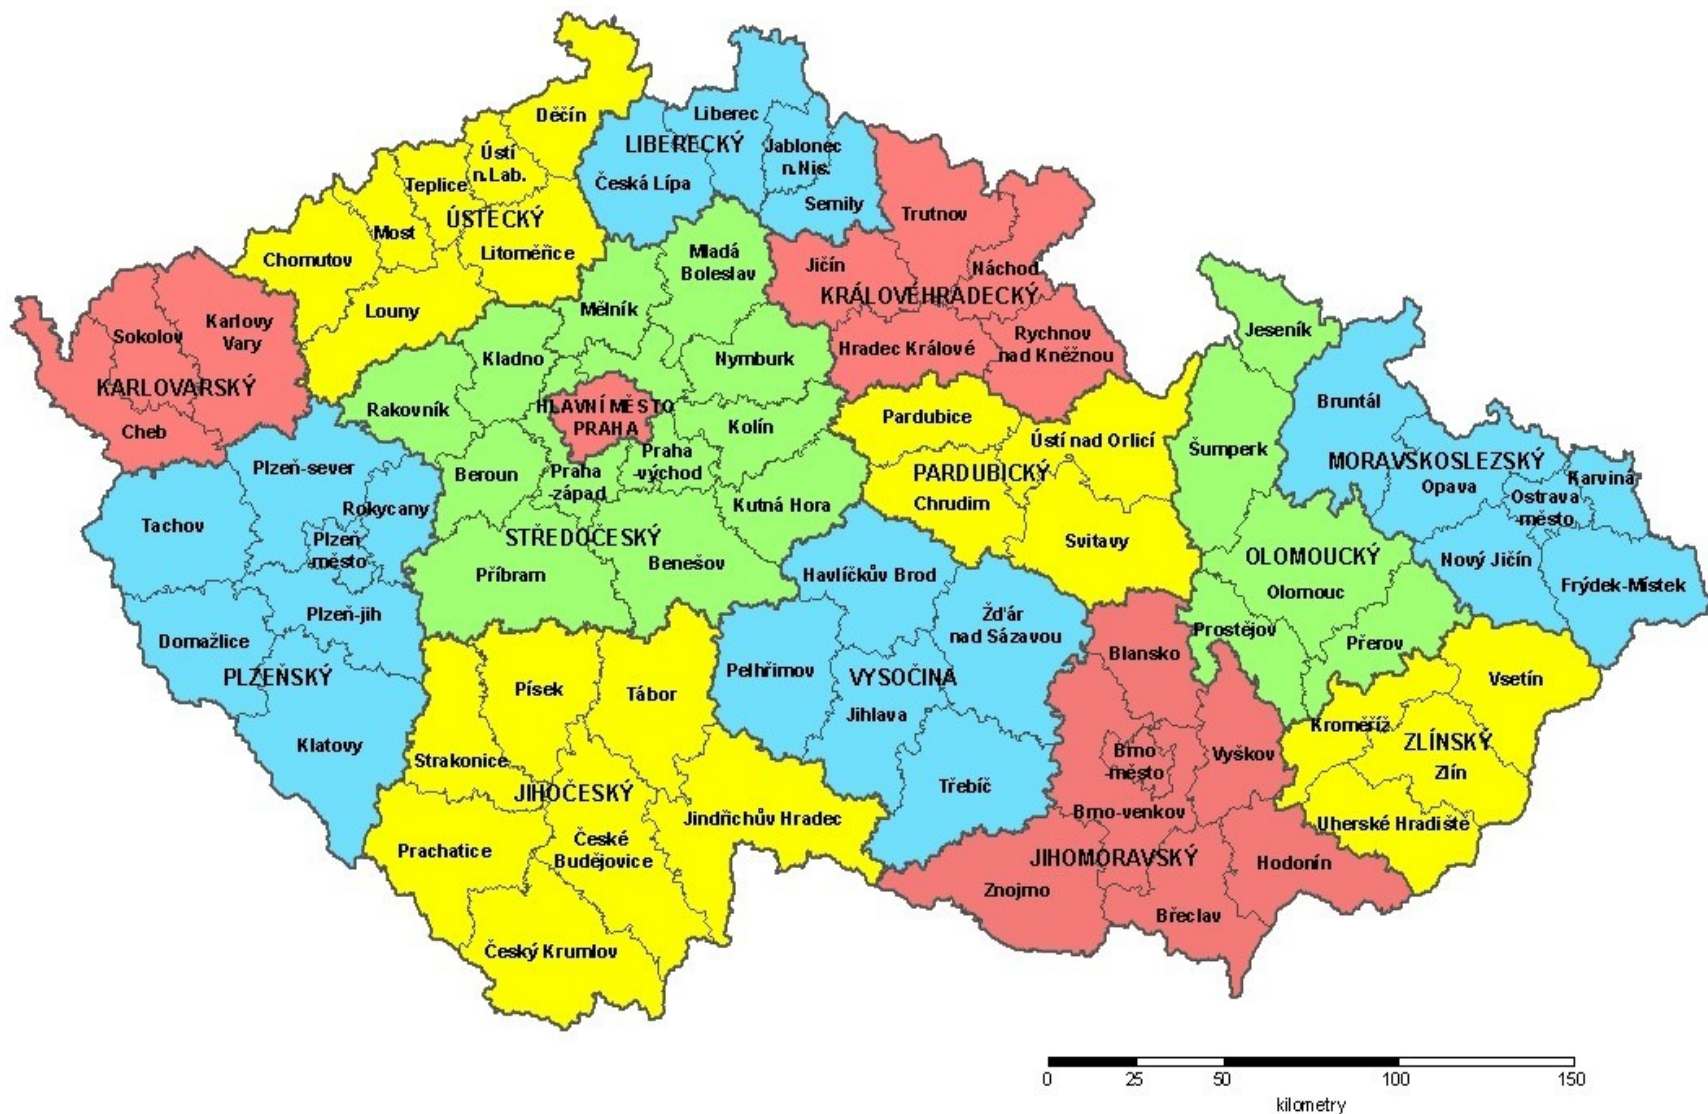 Děčín
Ústí
n.Lab.
Teplice
ÚSTECKÝ
Most
Litoměřice
Chomutov
Louny
Liberec
LIBERECKÝ
Jablonec
n.Nis.
Česká Lípa
Semily
Trutnov
Jičín
Náchod
KRÁLOVÉHRADECKÝ
Hradec Králové
Rychnov
nad Kněžnou
Sokolov
Karlovy
Vary
KARLOVARSKÝ
Cheb
Mladá
Boleslav
Mělník
Kladno
Nymburk
Rakovník
HLAVNÍ MĚSTO
PRAHA
Kolín
Beroun
Praha
-západ
Praha
-východ
Kutná Hora
STŘEDOČESKÝ
Příbram
Benešov
Plzeň-sever
Rokycany
Tachov
Plzeň
-město
Plzeň-jih
Domažlice
PLZEŇSKÝ
Klatovy
Písek
Tábor
Strakonice
JIHOČESKÝ
Jindřichův Hradec
České
Budějovice
Prachatice
Český Krumlov
Pardubice
Ústí nad Orlicí
PARDUBICKÝ
Chrudim
Svitavy
Havlíčkův Brod
Žďár
nad Sázavou
Pelhřimov
VYSOČINA
Jihlava
Třebíč
Jeseník
Šumperk
OLOMOUCKÝ
Olomouc
Prostějov
Přerov
Bruntál
MORAVSKOSLEZSKÝ
Opava
Karviná
Ostrava
-město
Nový Jičín
Frýdek-Místek
Blansko
Brno
-město
Vyškov
Brno-venkov
JIHOMORAVSKÝ
Hodonín
Znojmo
Břeclav
Vsetín
Kroměříž
ZLÍNSKÝ
Zlín
Uherské Hradiště
0 25 50 100 150
kilometry